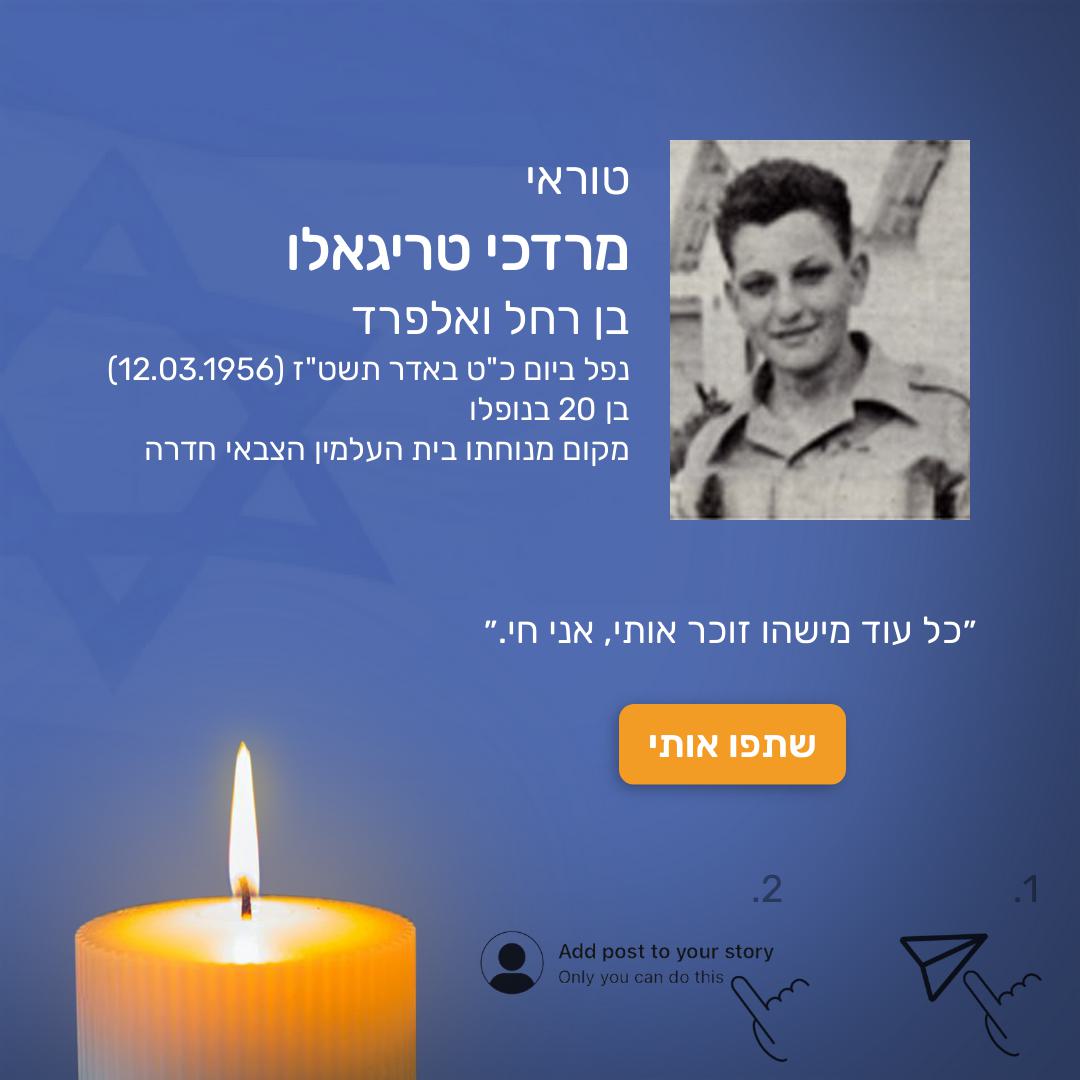 טוראי
מרדכי טריגאלו
בן רחל ואלפרד
נפל ביום כ"ט באדר תשט"ז (12.03.1956)
בן 20 בנופלו
מקום מנוחתו בית העלמין הצבאי חדרה
״כל עוד מישהו זוכר אותי, אני חי.״
שתפו אותי
1.
2.
Add post to your story
Only you can do this